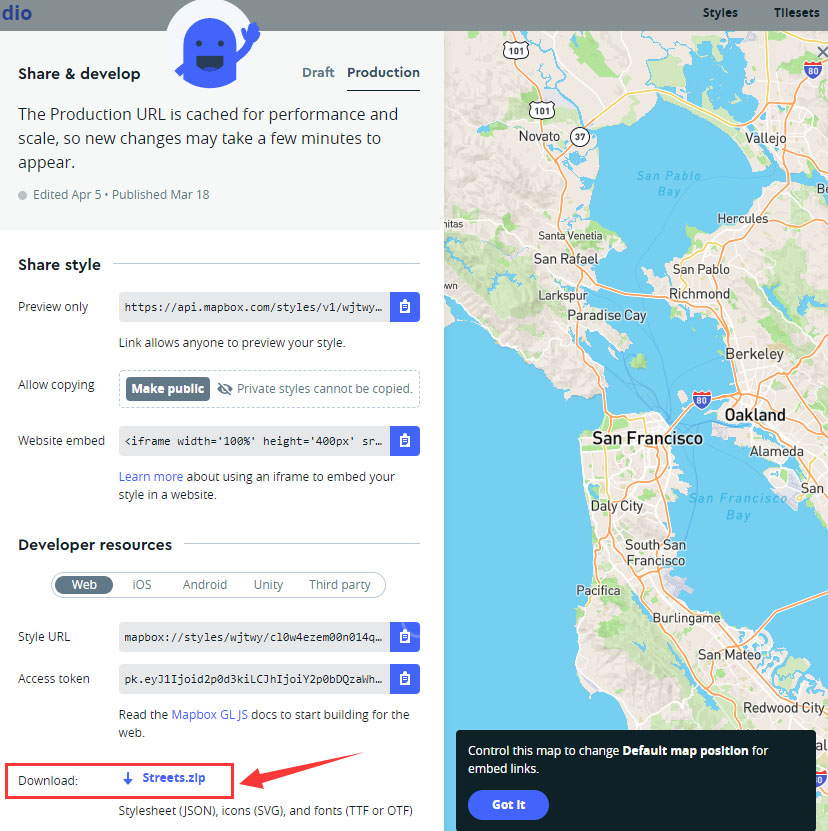 dio
Styles
Tilesets
Share & develop
Draft
Production
The Production URL is cached for performance and
scale, so new changes may take a few minutes to
appear.
Edited Apr 5 • Published Mar 18
Share style
Preview only
https://api.mapbox.com/styles/v1/wjtwy…
Link allows anyone to preview your style.
Allow copying
Make public
Private styles cannot be copied.
Website embed
<iframe width='100%' height='400px' sr…
Learn more about using an iframe to embed your
style in a website.
Developer resources
Web
iOS
Android
Unity
Third party
Style URL
mapbox://styles/wjtwy/cl0w4ezem00n014q…
Access token
pk.eyJ1Ijoid2p0d3kiLCJhIjoiY2p0bDQzaWh…
Read the Mapbox GL JS docs to start building for the
web.
Download:
Streets.zip
Stylesheet (JSON), icons (SVG), and fonts (TTF or OTF)
101
80
101
Novato
37
Vallejo
San Pablo
Bay
Be
Hercules
nitas
Santa Venetia
San Rafael
San Pablo
wn
Larkspur
Richmond
Paradise Cay
Berkeley
80
Oakland
San Francisco
Alameda
San
San Francisco
Bay
Daly City
South San
Francisco
Pacifica
Burlingame
San Mateo
Redwood City
Control this map to change Default map position for
embed links.
Got it